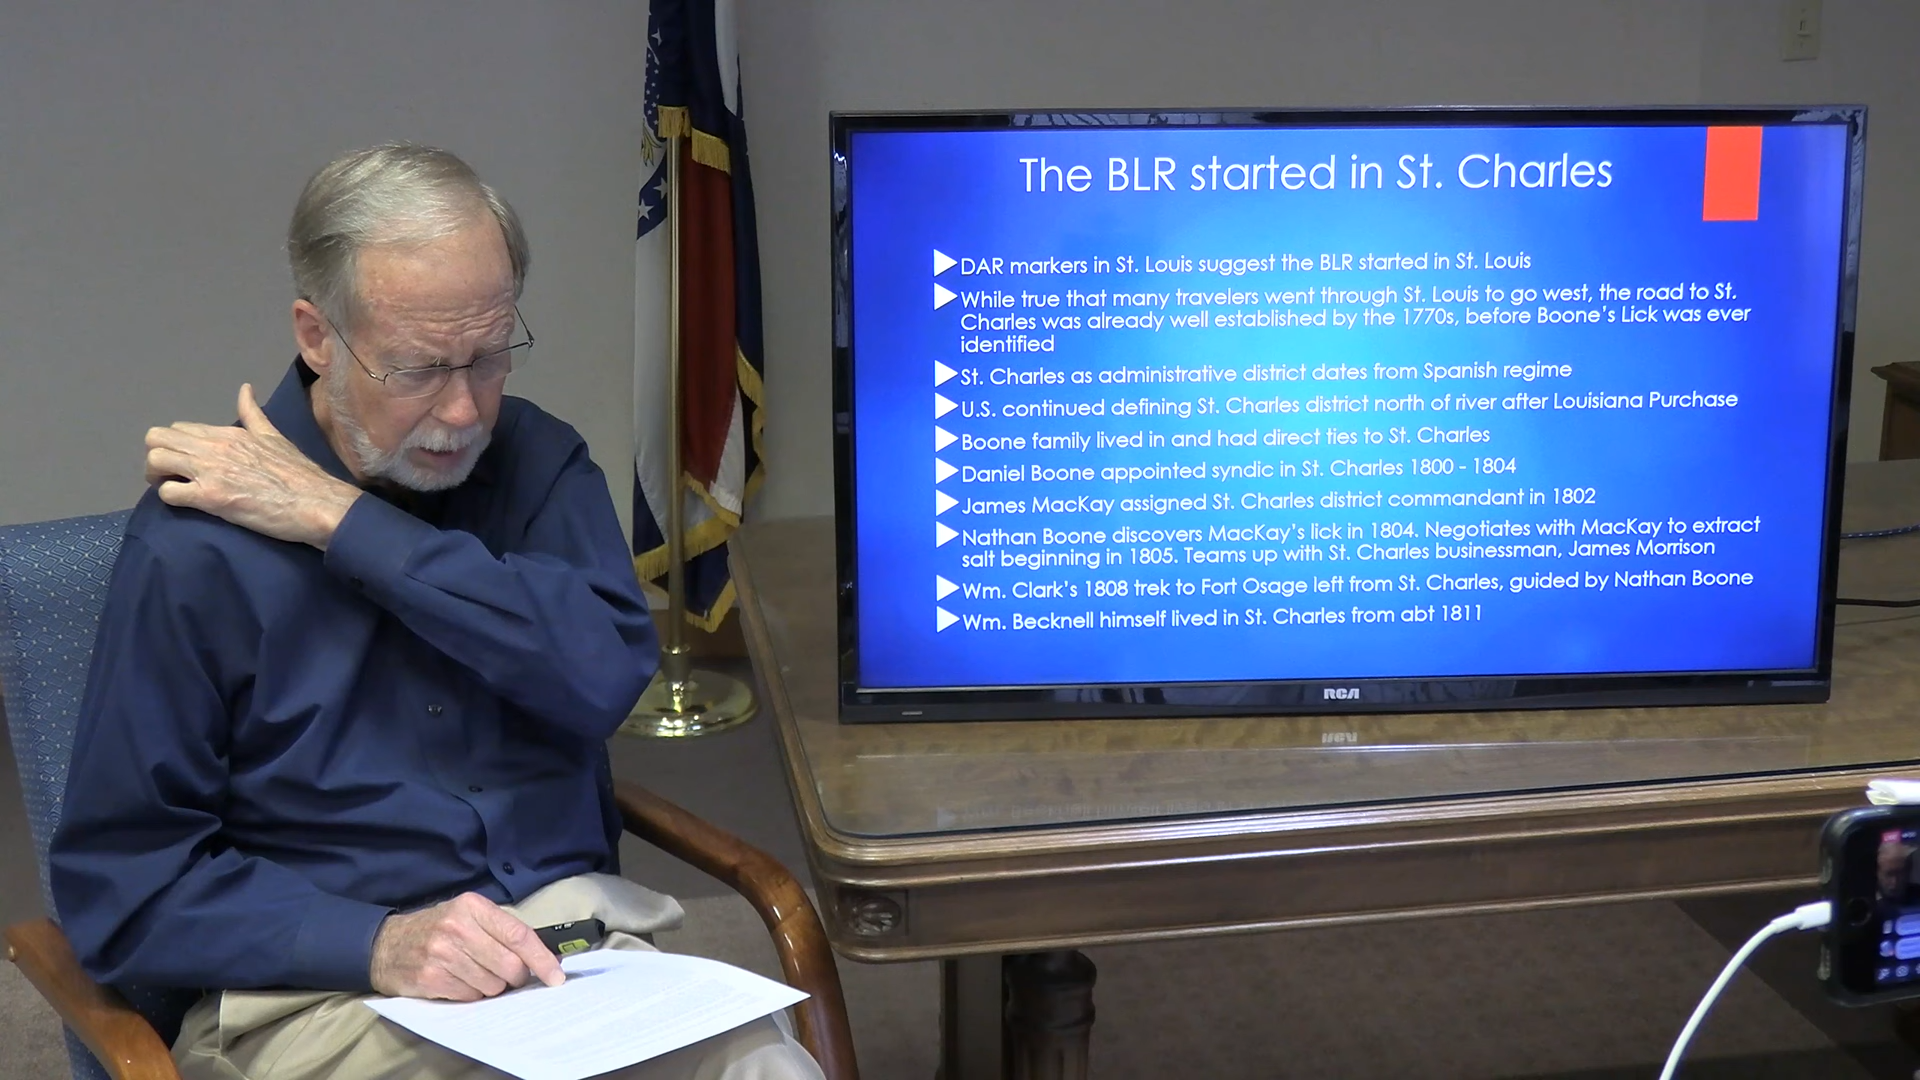 The BLR started in St. Charles
DAR markers in St. Louis suggest the BLR started in St. Louis
While true that many travelers went through St. Louis to go west, the road to St.
Charles was already well established by the 1770s, before Boone's Lick was ever
identified
St. Charles as administrative district dates from Spanish regime
U.S. continued defining St. Charles district north of river after Louisiana Purchase
Boone family lived in and had direct ties to St. Charles
Daniel Boone appointed syndic in St. Charles 1800 - 1804
James MacKay assigned St. Charles district commandant in 1802
Nathan Boone discovers MacKay's lick in 1804. Negotiates with MacKay to extract
salt beginning in 1805. Teams up with St. Charles businessman, James Morrison
Wm. Clark's 1808 trek to Fort Osage left from St. Charles, guided by Nathan Boone
Wm. Becknell himself lived in St. Charles from abt 1811
RCA